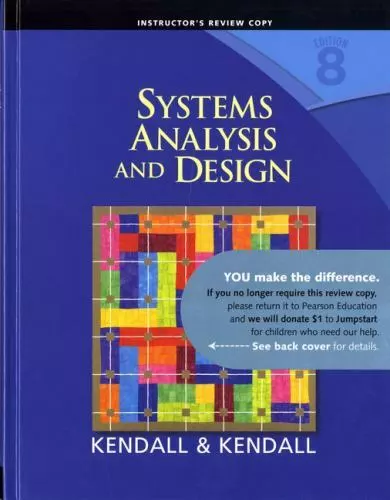 INSTRUCTOR'S REVIEW COPY
EDITION
8
SYSTEMS
ANALYSIS
AND DESIGN
YOU make the difference.
If you no longer require this review copy,
please return it to Pearson Education
and we will donate $1 to Jumpstart
for children who need our help.
See back cover for details.
KENDALL & KENDALL